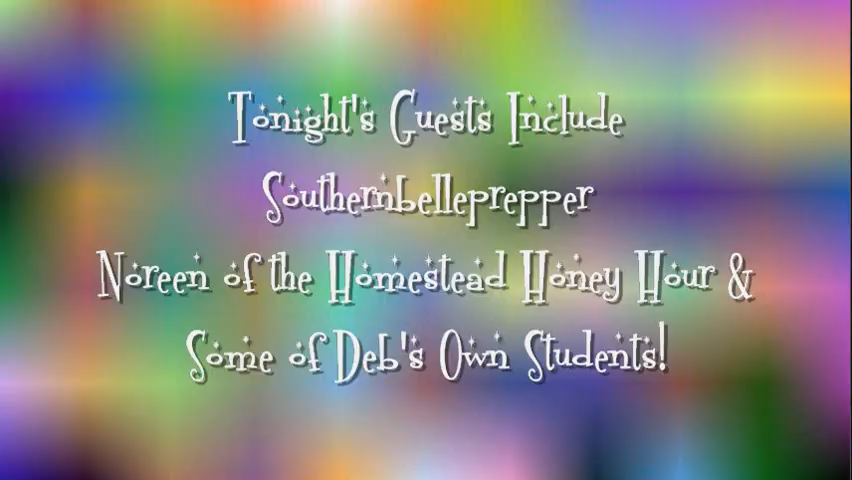 Tonight's Guests Include
Southernbelleprepper
Noreen of the Homestead Honey Hour &
Some of Deb's Own Students!